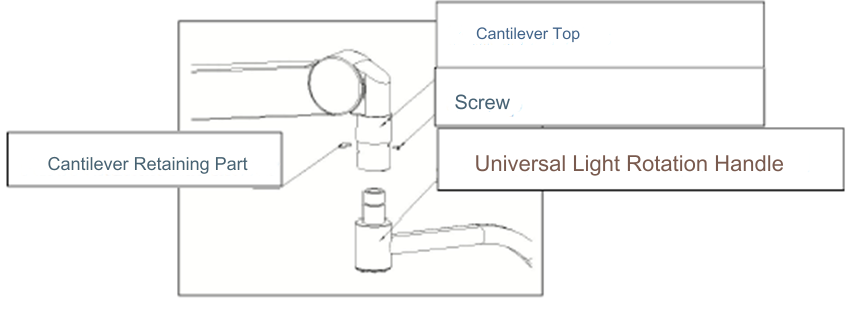 Cantilever Top
Screw
Cantilever Retaining Part
Universal Light Rotation Handle